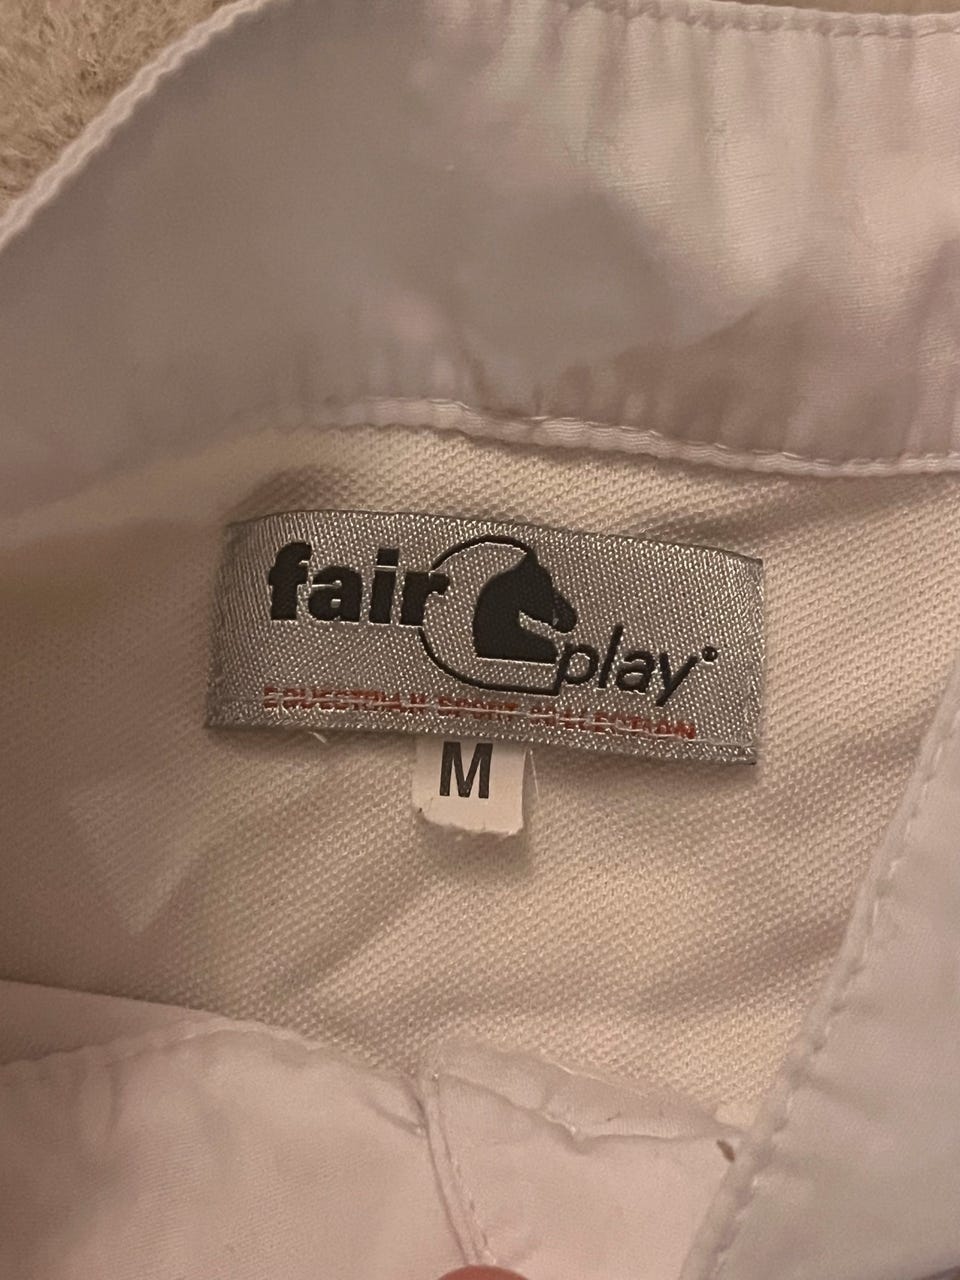 fair play®
EQUESTRIAN SPORT COLLECTION
M